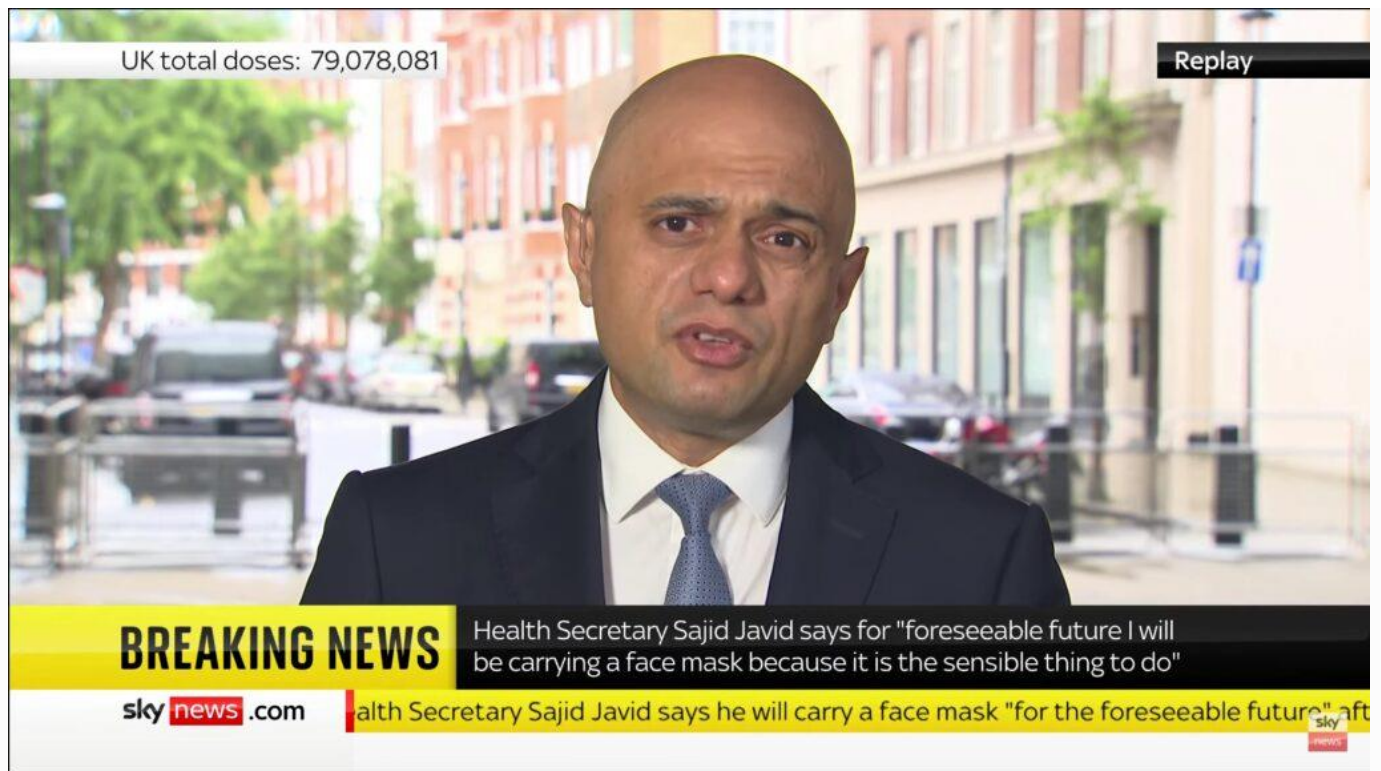 UK total doses: 79,078,081
Replay
BREAKING NEWS
Health Secretary Sajid Javid says for "foreseeable future I will
be carrying a face mask because it is the sensible thing to do"
sky news .com
alth Secretary Sajid Javid says he will carry a face mask "for the foreseeable future" aft
sky
news